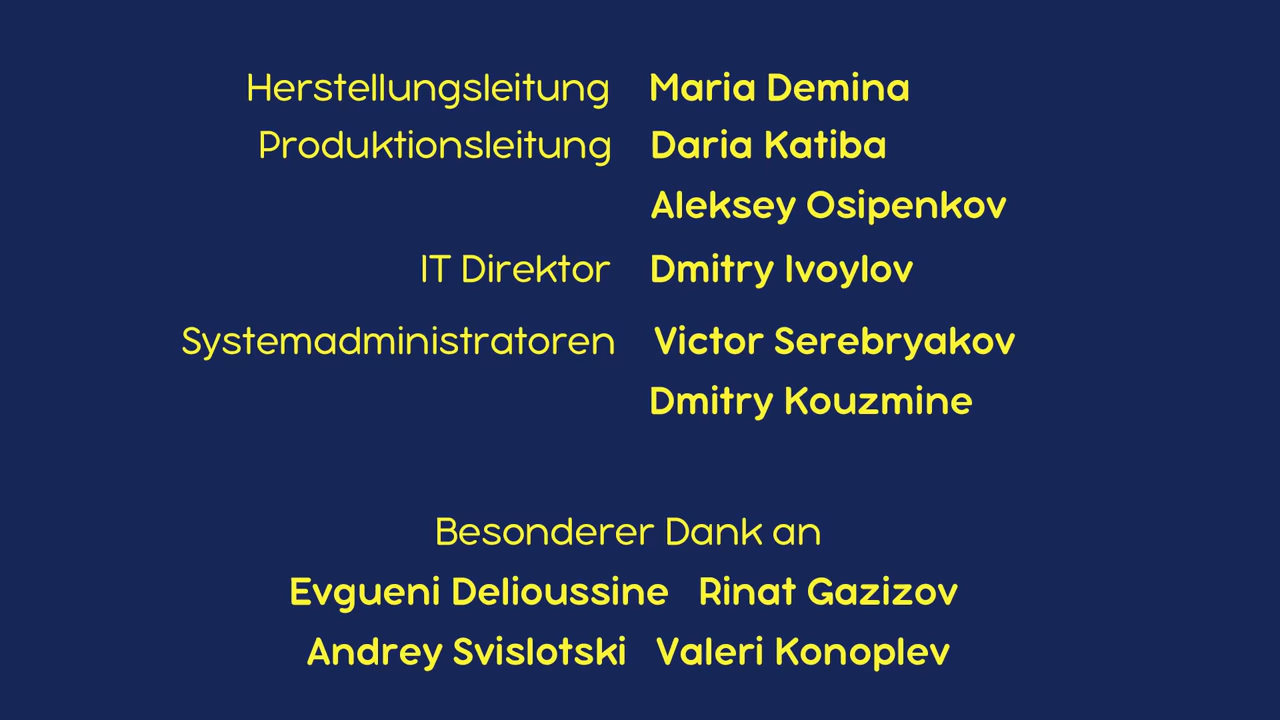 Herstellungsleitung Maria Demina
Produktionsleitung Daria Katiba
Aleksey Osipenkov
IT Direktor Dmitry Ivoylov
Systemadministratoren Victor Serebryakov
Dmitry Kouzmine
Besonderer Dank an
Evgueni Delioussine Rinat Gazizov
Andrey Svislotski Valeri Konoplev